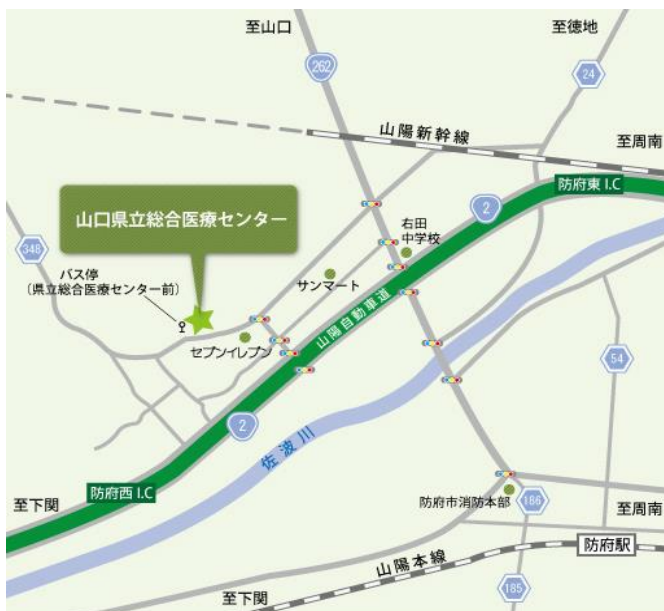 至山口
至徳地
262
24
山陽新幹線
至周南
防府東I.C
山口県立総合医療センター
2
右田
中学校
348
バス停
(県立総合医療センター前)
サンマート
セブンイレブン
山陽自動車道
54
2
佐波川
防府西I.C
至下関
防府市消防本部
186
至周南
防府駅
山陽本線
185
至下関